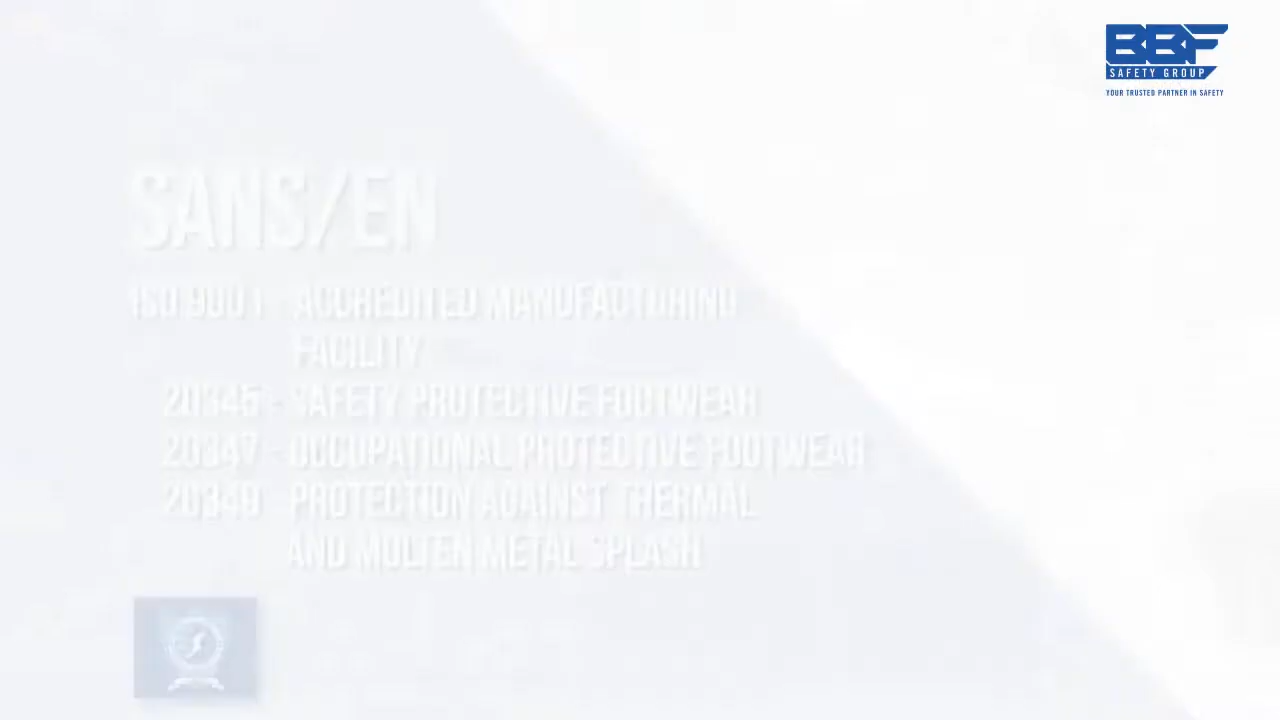 BBF
SAFETY GROUP
YOUR TRUSTED PARTNER IN SAFETY
SANS/EN
ISO 9001 - ACCREDITED MANUFACTURING
FACILITY
20345 - SAFETY PROTECTIVE FOOTWEAR
20347 - OCCUPATIONAL PROTECTIVE FOOTWEAR
20349 - PROTECTION AGAINST THERMAL
AND MOLTEN METAL SPLASH